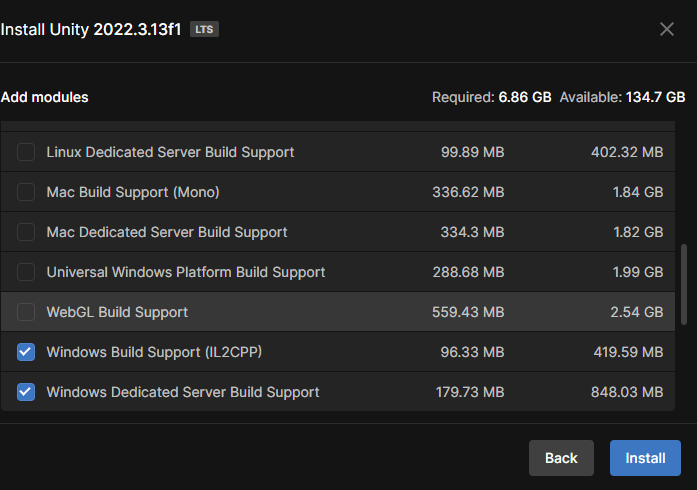 Install Unity 2022.3.13f1 LTS
Add modules Required: 6.86 GB Available: 134.7 GB
Linux Dedicated Server Build Support 99.89 MB 402.32 MB
Mac Build Support (Mono) 336.62 MB 1.84 GB
Mac Dedicated Server Build Support 334.3 MB 1.82 GB
Universal Windows Platform Build Support 288.68 MB 1.99 GB
WebGL Build Support 559.43 MB 2.54 GB
Windows Build Support (IL2CPP) 96.33 MB 419.59 MB
Windows Dedicated Server Build Support 179.73 MB 848.03 MB
Back Install